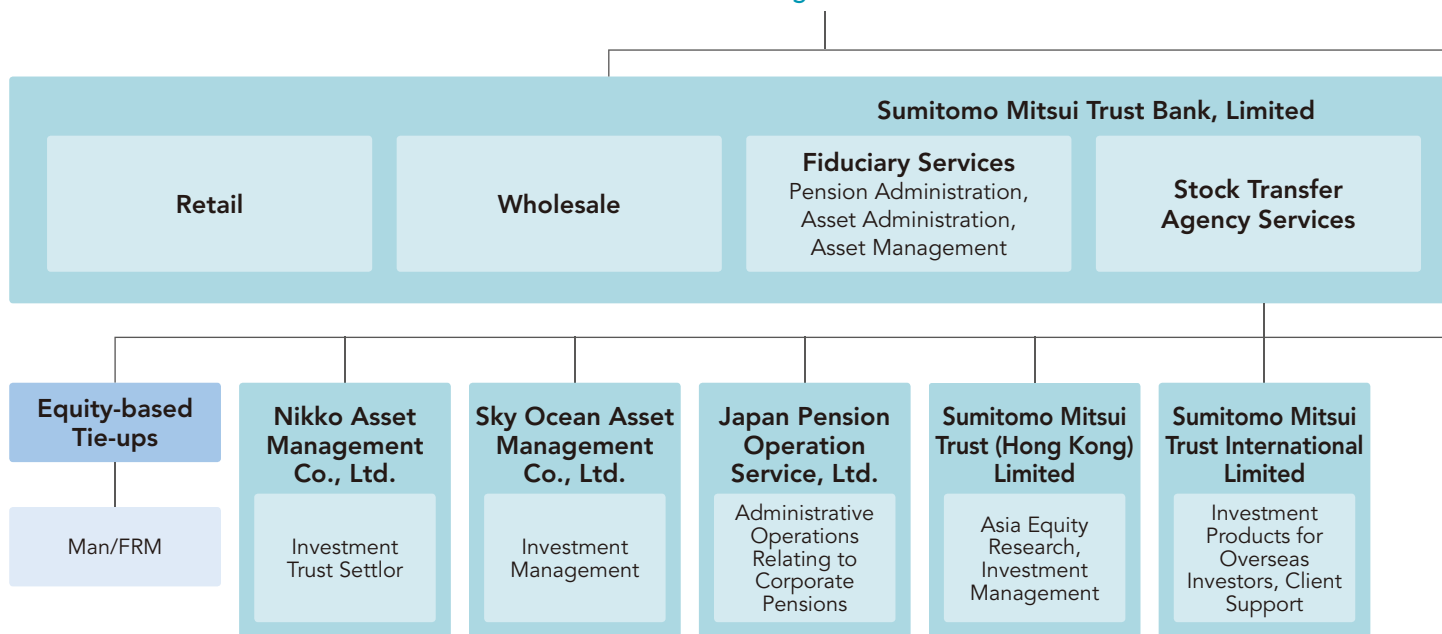 Sumitomo Mitsui Trust Bank, Limited
Retail
Wholesale
Fiduciary Services
Pension Administration,
Asset Administration,
Asset Management
Stock Transfer
Agency Services
Equity-based
Tie-ups
Man/FRM
Nikko Asset
Management
Co., Ltd.
Investment
Trust Settlor
Sky Ocean Asset
Management
Co., Ltd.
Investment
Management
Japan Pension
Operation
Service, Ltd.
Administrative
Operations
Relating to
Corporate
Pensions
Sumitomo Mitsui
Trust (Hong Kong)
Limited
Asia Equity
Research,
Investment
Management
Sumitomo Mitsui
Trust International
Limited
Investment
Products for
Overseas
Investors, Client
Support